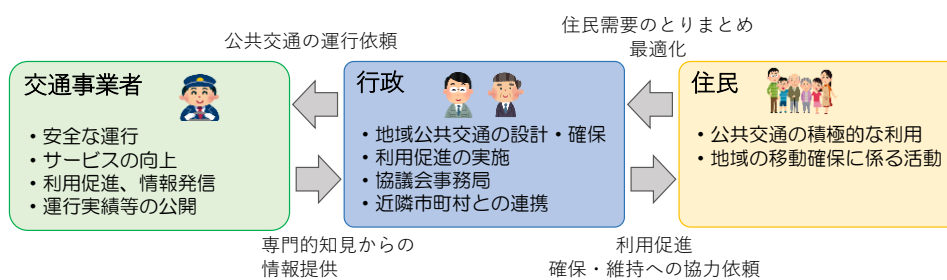 公共交通の運行依頼
住民需要のとりまとめ
最適化
交通事業者
・安全な運行
・サービスの向上
・利用促進、情報発信
・運行実績等の公開
行政
・地域公共交通の設計・確保
・利用促進の実施
・協議会事務局
・近隣市町村との連携
住民
・公共交通の積極的な利用
・地域の移動確保に係る活動
専門的知見からの
情報提供
利用促進
確保・維持への協力依頼